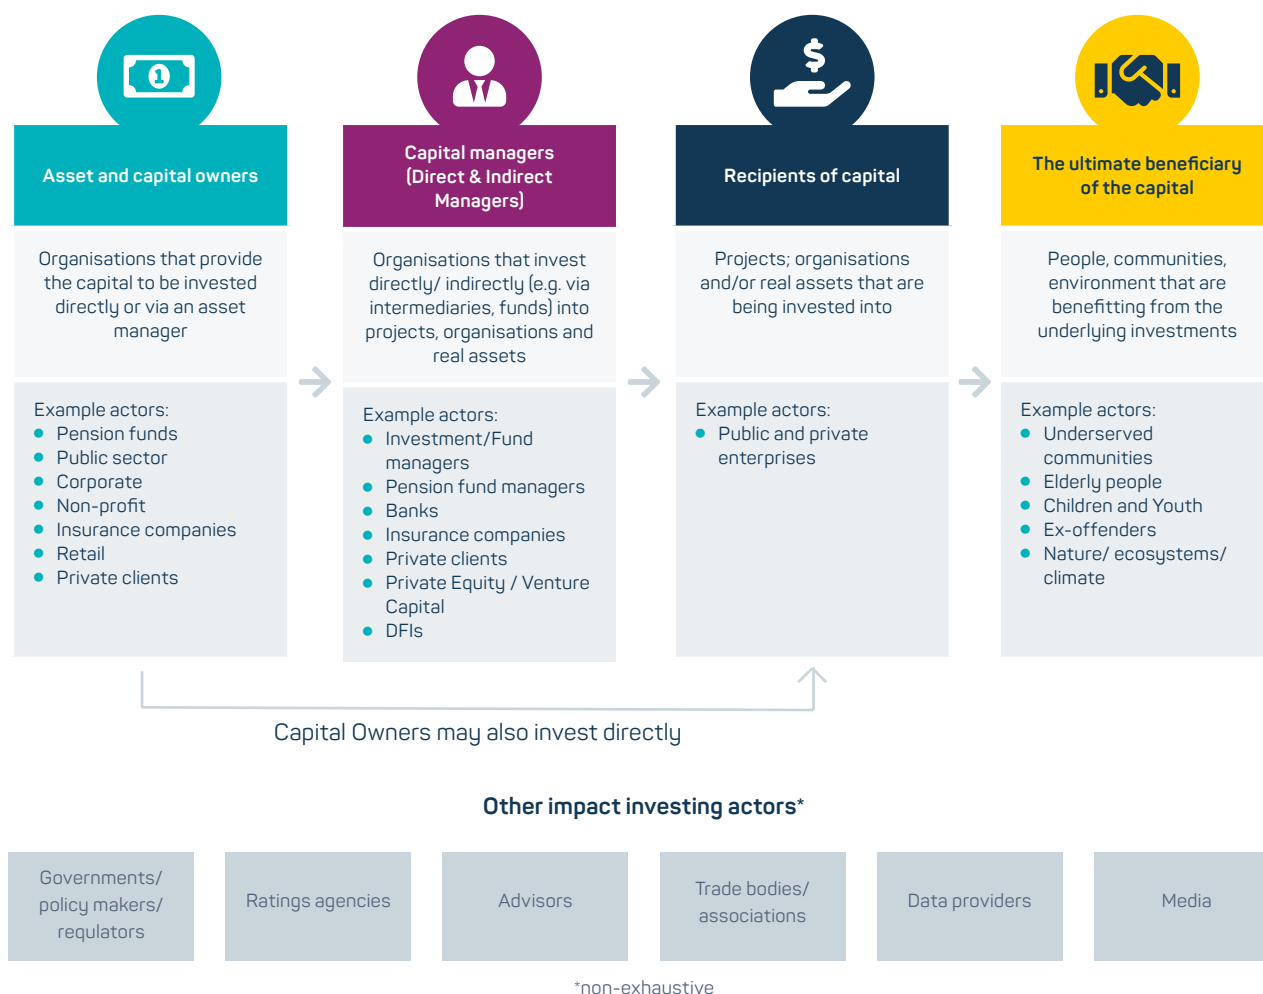 1
$
Asset and capital owners
Organisations that provide
the capital to be invested
directly or via an asset
manager
Example actors:
Pension funds
Public sector
Corporate
Non-profit
Insurance companies
Retail
Private clients
Capital managers
(Direct & Indirect
Managers)
Organisations that invest
directly/ indirectly (e.g. via
intermediaries, funds) into
projects, organisations and
real assets
Example actors:
Investment/Fund
managers
Pension fund managers
Banks
Insurance companies
Private clients
Private Equity / Venture
Capital
DFIs
Recipients of capital
Projects; organisations
and/or real assets that are
being invested into
Example actors:
Public and private
enterprises
The ultimate beneficiary
of the capital
People, communities,
environment that are
benefitting from the
underlying investments
Example actors:
Underserved
communities
Elderly people
Children and Youth
Ex-offenders
Nature/ ecosystems/
climate
Capital Owners may also invest directly
Other impact investing actors*
Governments/
policy makers/
regulators
Ratings agencies
Advisors
Trade bodies/
associations
Data providers
Media
*non-exhaustive